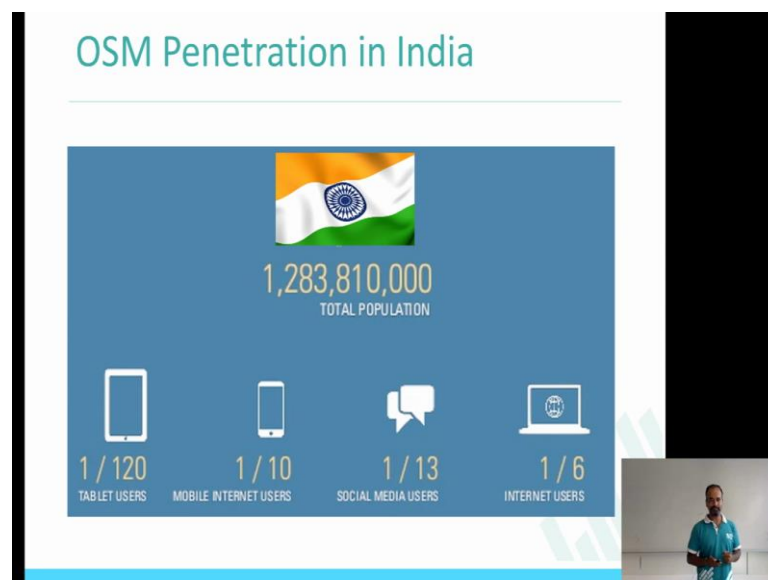 OSM Penetration in India
1,283,810,000
TOTAL POPULATION
1 / 120
TABLET USERS
1 / 10
MOBILE INTERNET USERS
1 / 13
SOCIAL MEDIA USERS
1 / 6
INTERNET USERS